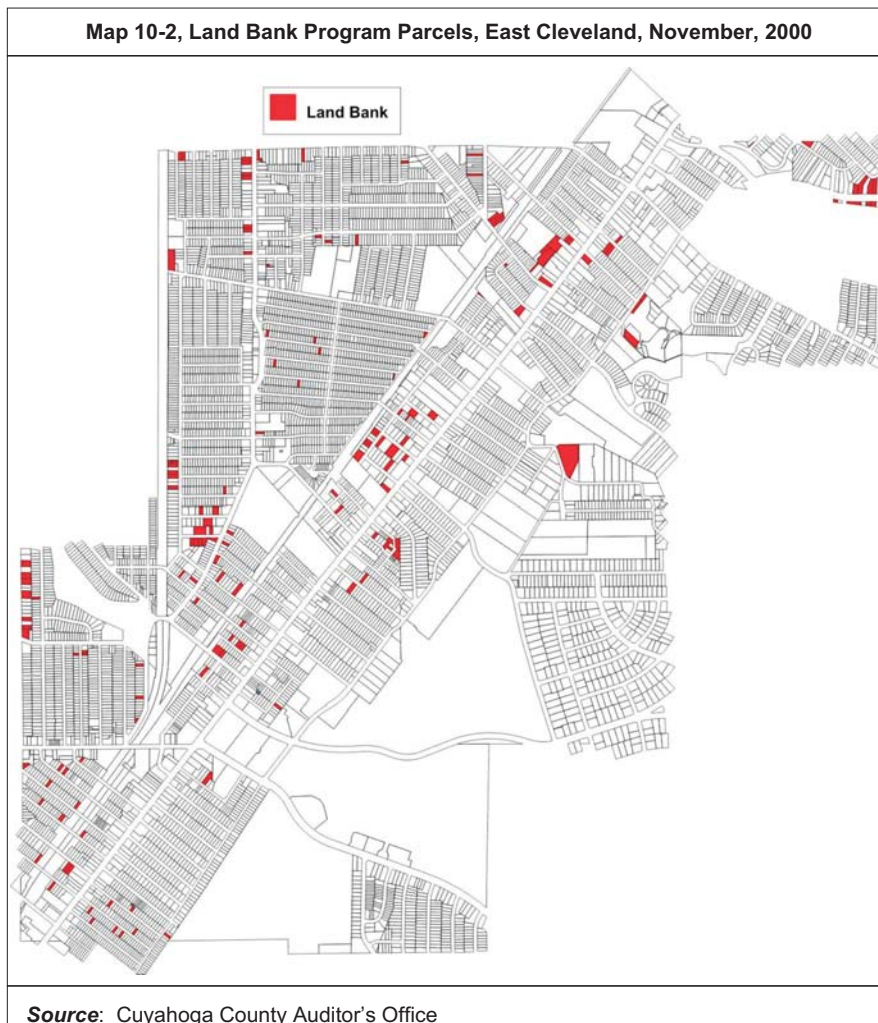 Map 10-2, Land Bank Program Parcels, East Cleveland, November, 2000
Land Bank
Source: Cuyahoga County Auditor's Office